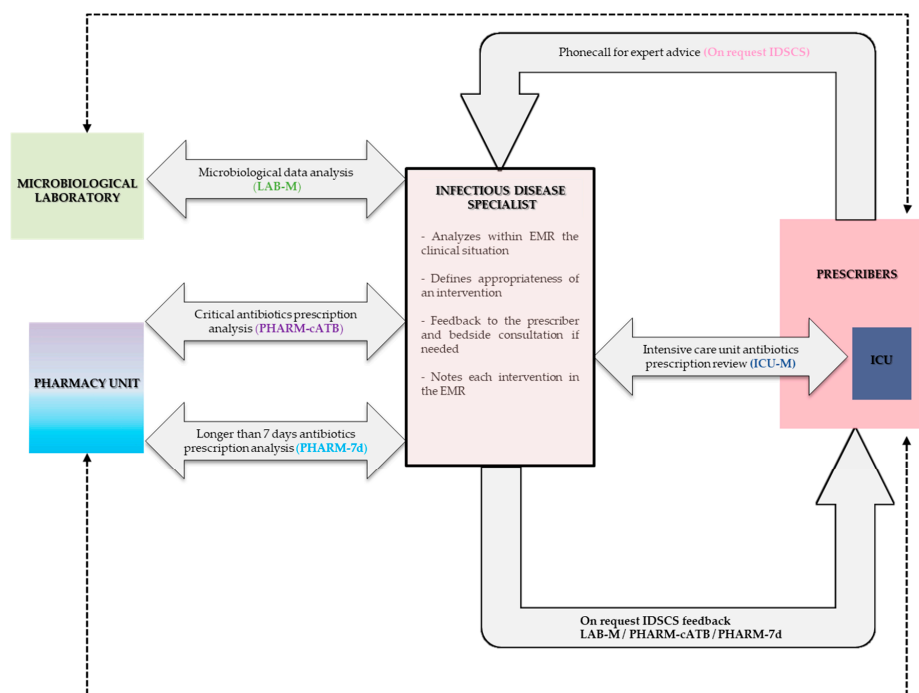 Phonecall for expert advice (On request IDSCS)
MICROBIOLOGICAL
LABORATORY
Microbiological data analysis
(LAB-M)
INFECTIOUS DISEASE
SPECIALIST
- Analyzes within EMR the
clinical situation
- Defines appropriateness of
an intervention
- Feedback to the prescriber
and bedside consultation if
needed
- Notes each intervention in
the EMR
PRESCRIBERS
Critical antibiotics prescription
analysis (PHARM-cATB)
PHARMACY UNIT
Intensive care unit antibiotics
prescription review (ICU-M)
ICU
Longer than 7 days antibiotics
prescription analysis (PHARM-7d)
On request IDSCS feedback
LAB-M / PHARM-cATB / PHARM-7d